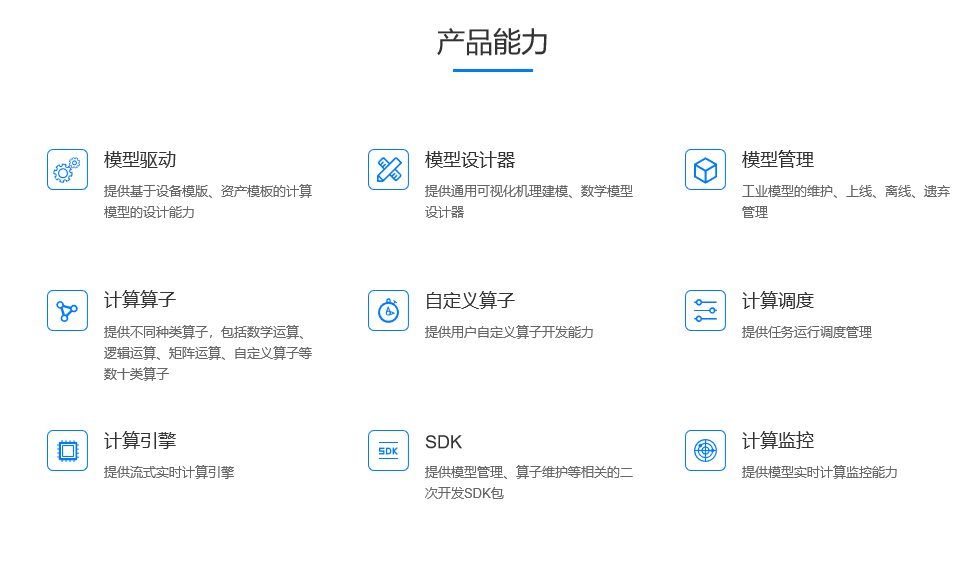 产品能力
模型驱动
提供基于设备模版、资产模板的计算
模型的设计能力
模型设计器
提供通用可视化机理建模、数学模型
设计器
模型管理
工业模型的维护、上线、离线、遗弃
管理
计算算子
提供不同种类算子，包括数学运算、
逻辑运算、矩阵运算、自定义算子等
数十类算子
自定义算子
提供用户自定义算子开发能力
计算调度
提供任务运行调度管理
计算引擎
提供流式实时计算引擎
SDK
SDK
提供模型管理、算子维护等相关的二
次开发SDK包
计算监控
提供模型实时计算监控能力